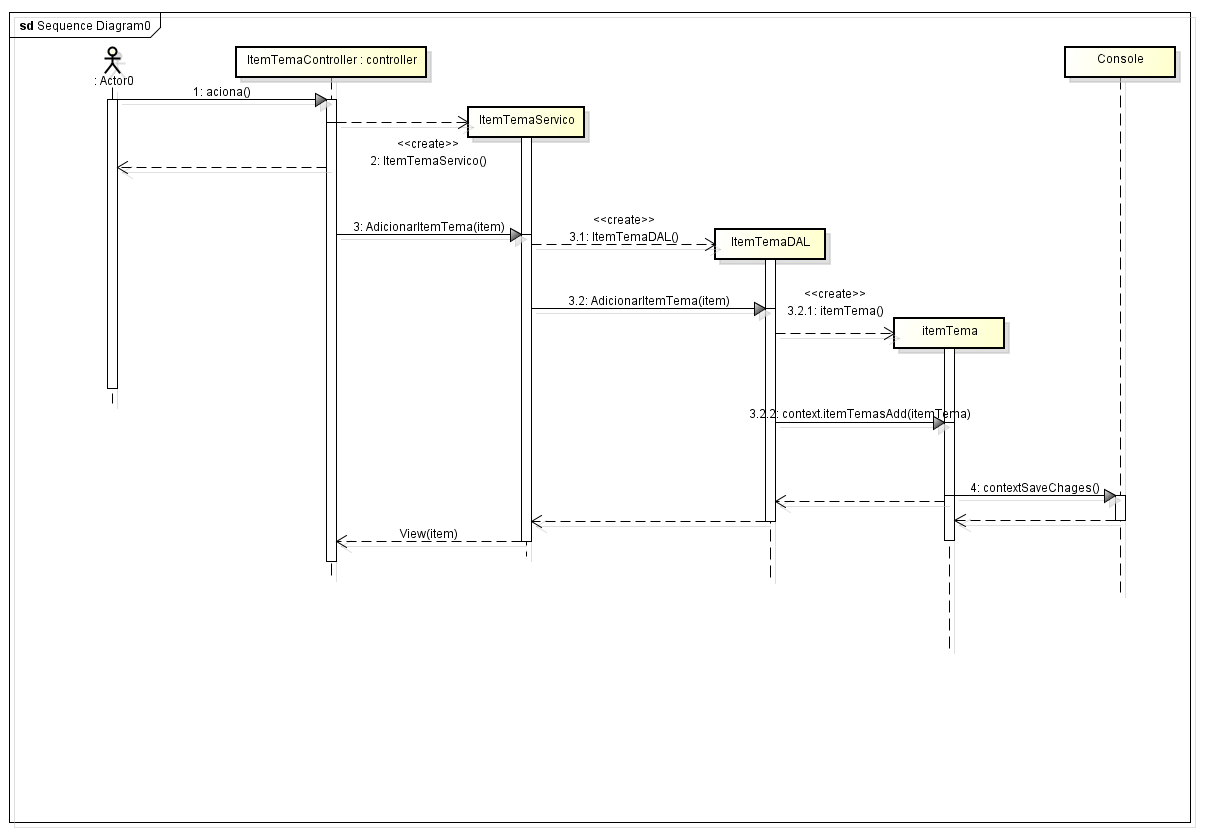 sd Sequence Diagram0
: Actor0
ItemTemaController : controller
Console
1: aciona()
ItemTemaServico
<<create>>
2: ItemTemaServico()
3: AdicionarItemTema(item)
<<create>>
3.1: ItemTemaDAL()
ItemTemaDAL
3.2: AdicionarItemTema(item)
<<create>>
3.2.1: itemTema()
itemTema
3.2.2: context.itemTemasAdd(itemTema)
4: contextSaveChages()
View(item)